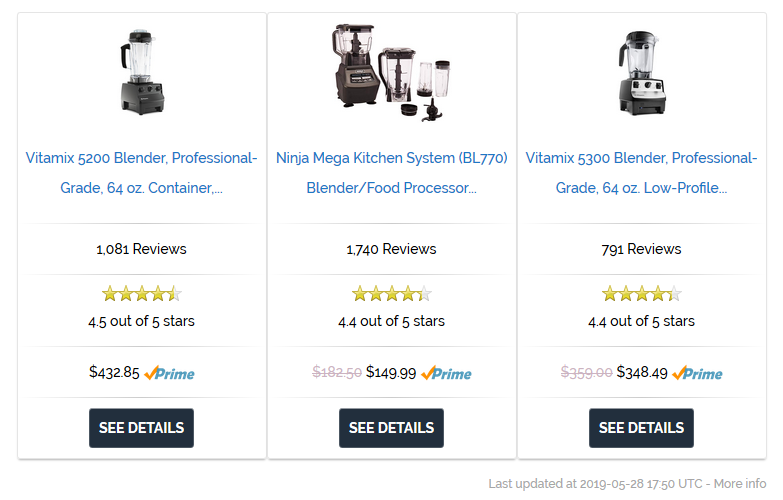 Vitamix 5200 Blender, Professional-
Grade, 64 oz. Container,...
1,081 Reviews
4.5 out of 5 stars
$432.85 Prime
SEE DETAILS
Ninja Mega Kitchen System (BL770)
Blender/Food Processor...
1,740 Reviews
4.4 out of 5 stars
$182.50 $149.99 Prime
SEE DETAILS
Vitamix 5300 Blender, Professional-
Grade, 64 oz. Low-Profile...
791 Reviews
4.4 out of 5 stars
$359.00 $348.49 Prime
SEE DETAILS
Last updated at 2019-05-28 17:50 UTC - More info